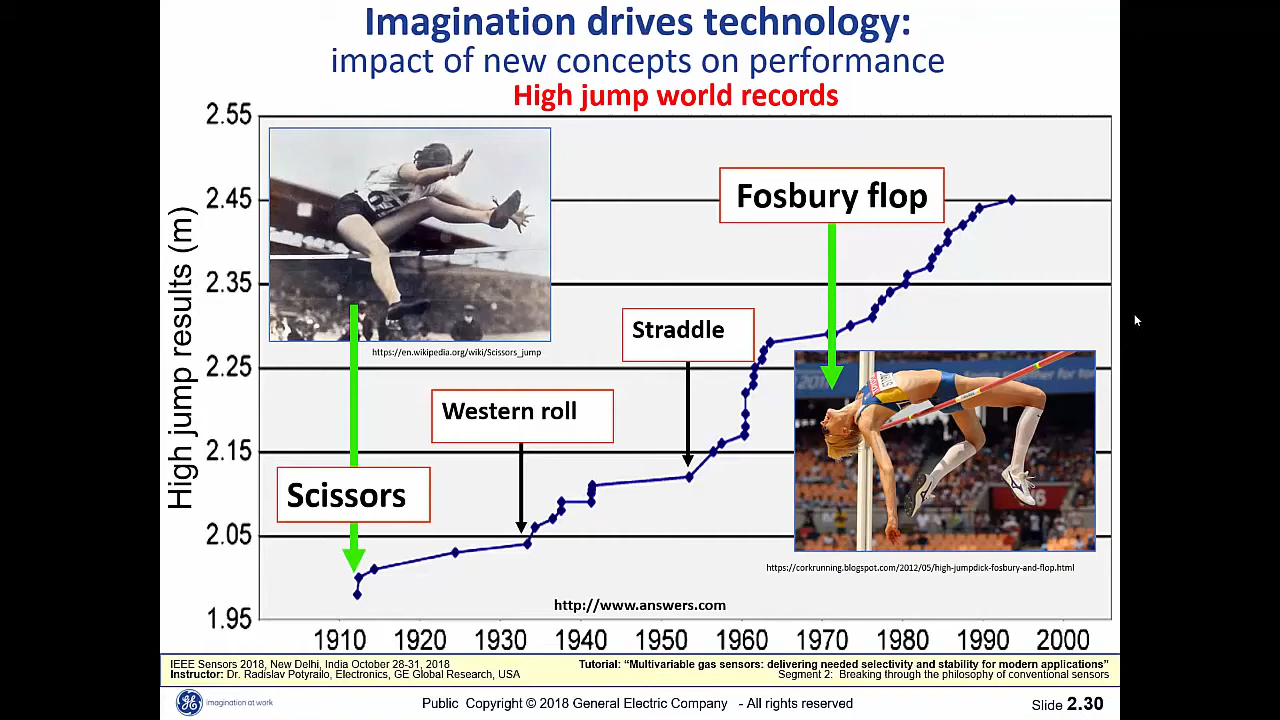 Imagination drives technology:
impact of new concepts on performance
High jump world records
High jump results (m)
2.55
2.45
2.35
2.25
2.15
2.05
1.95
Fosbury flop
Straddle
https://en.wikipedia.org/wiki/Scissors_jump
Western roll
Scissors
https://corkrunning.blogspot.com/2012/05/high-jumpdick-fosbury-and-flop.html
http://www.answers.com
1910 1920 1930 1940 1950 1960 1970 1980 1990 2000
IEEE Sensors 2018, New Delhi, India October 28-31, 2018
Instructor: Dr. Radislav Potyrailo, Electronics, GE Global Research, USA
Tutorial: “Multivariable gas sensors: delivering needed selectivity and stability for modern applications”
Segment 2: Breaking through the philosophy of conventional sensors
imagination at work
Public Copyright © 2018 General Electric Company - All rights reserved
Slide 2.30